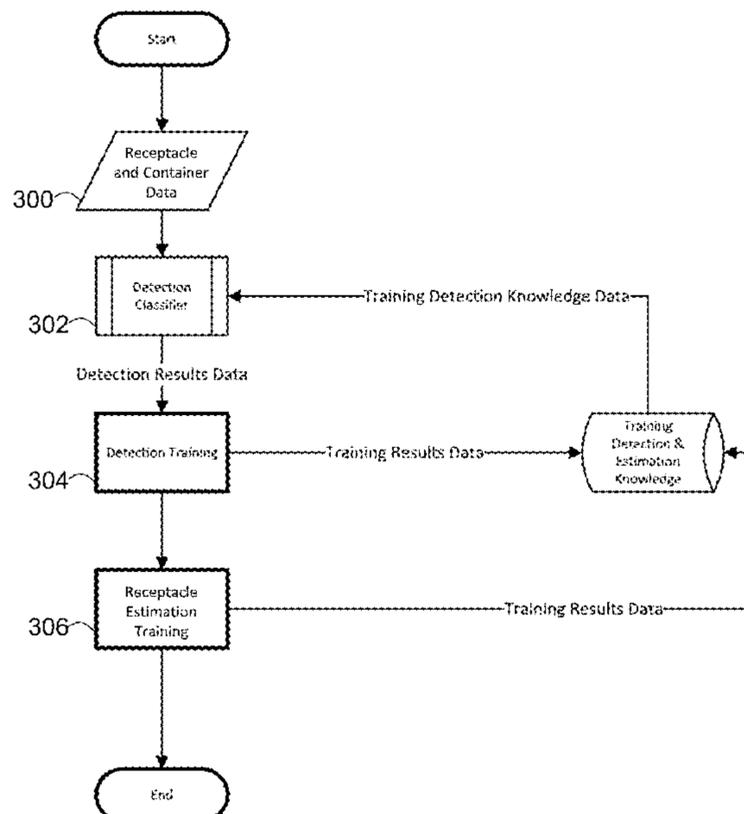 Start
Receptacle
and Container
Data
300
Detection
Classifier
302
Training Detection Knowledge Data
Detection Results Data
Detection Training
304
Training Results Data
Training
Detection &
Estimation
Knowledge
Receptacle
Estimation
Training
306
Training Results Data
End